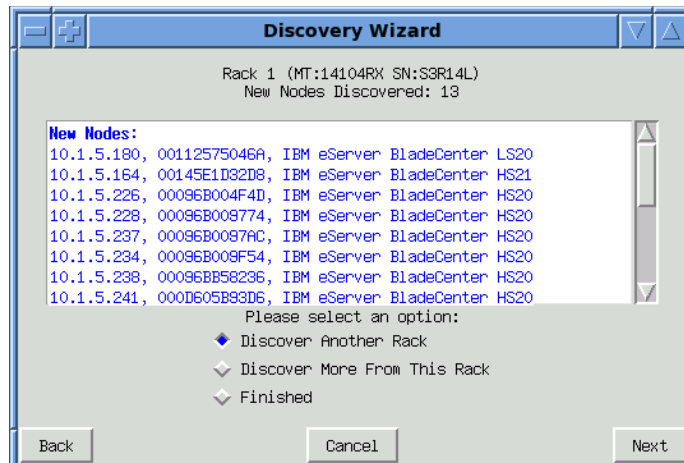 Discovery Wizard
Rack 1 (MT:14104RX SN:S3R14L)
New Nodes Discovered: 13
New Nodes:
10.1.5.180, 00112575046A, IBM eServer BladeCenter LS20
10.1.5.164, 00145E1D32D8, IBM eServer BladeCenter HS21
10.1.5.226, 00096B004F4D, IBM eServer BladeCenter HS20
10.1.5.228, 00096B009774, IBM eServer BladeCenter HS20
10.1.5.237, 00096B0097AC, IBM eServer BladeCenter HS20
10.1.5.234, 00096B009F54, IBM eServer BladeCenter HS20
10.1.5.238, 00096BB58236, IBM eServer BladeCenter HS20
10.1.5.241, 000D605B93D6, IBM eServer BladeCenter HS20
Please select an option:
Discover Another Rack
Discover More From This Rack
Finished
Back
Cancel
Next